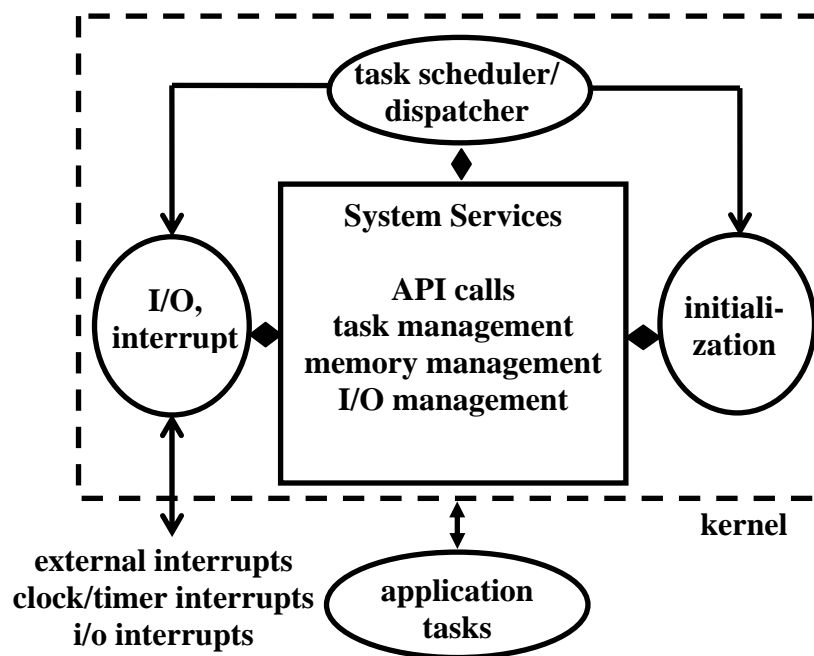 task scheduler/
dispatcher
System Services
API calls
task management
memory management
I/O management
I/O,
interrupt
initiali-
zation
kernel
external interrupts
clock/timer interrupts
i/o interrupts
application
tasks